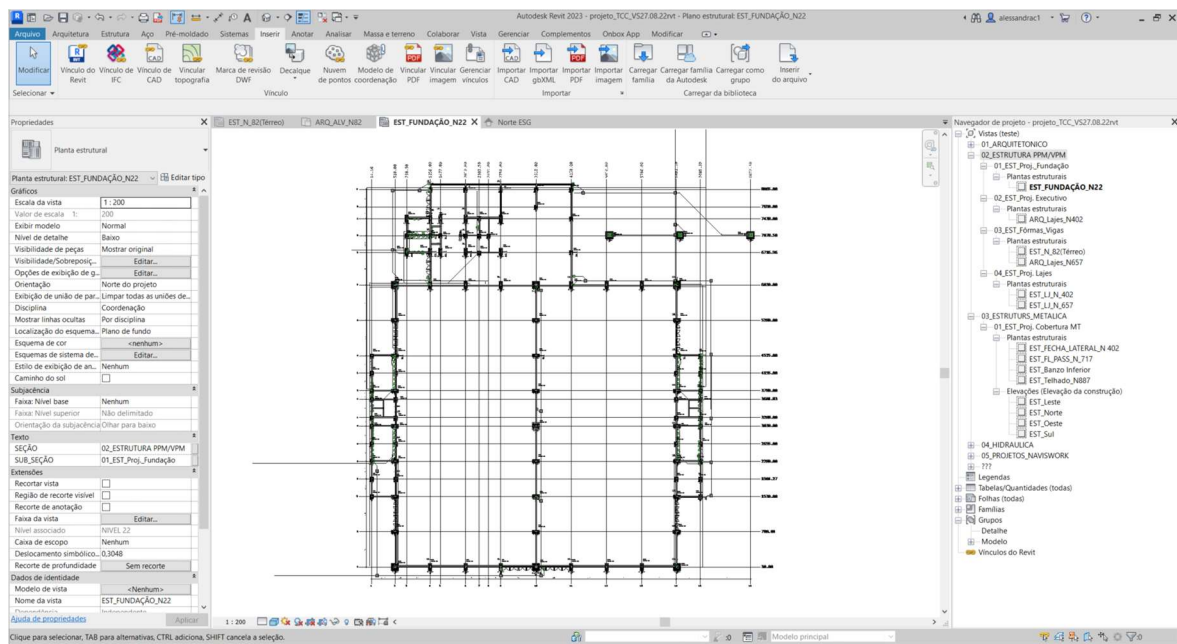 Autodesk Revit 2023 - projeto_TCC_VS27.08.22rvt - Plano estrutural: EST_FUNDAÇÃO_N22
alessandrac1
Arquivo Arquitetura Estrutura Aço Pré-moldado Sistemas Inserir Anotar Analisar Massa e terreno Colaborar Vista Gerenciar Complementos Onbox App Modificar
Modificar
Vínculo do Revit
Vínculo de IFC
Vínculo de CAD
Vincular topografia
Marca de revisão DWF
Decalque
Nuvem de pontos
Modelo de coordenação
Vincular PDF
Vincular imagem
Gerenciar vínculos
Importar CAD
Importar gbXML
Importar PDF
Importar imagem
Carregar família
Carregar família da Autodesk
Carregar como grupo
Inserir do arquivo
Selecionar
Vínculo
Importar
Carregar da biblioteca
Propriedades
EST_N_82(Térreo)
ARQ_ALV_N82
EST_FUNDAÇÃO_N22
Norte ESG
Planta estrutural
Planta estrutural: EST_FUNDAÇÃO_N22
Editar tipo
Gráficos
Escala da vista 1 : 200
Valor de escala 1: 200
Exibir modelo Normal
Nível de detalhe Baixo
Visibilidade de peças Mostrar original
Visibilidade/Sobreposiç... Editar...
Opções de exibição de g... Editar...
Orientação Norte do projeto
Exibição de união de par... Limpar todas as uniões de...
Disciplina Coordenação
Mostrar linhas ocultas Por disciplina
Localização do esquema... Plano de fundo
Esquema de cor <nenhum>
Esquemas de sistema de... Editar...
Estilo de exibição de an... Nenhum
Caminho do sol
Subjacência
Faixa: Nível base Nenhum
Faixa: Nível superior Não delimitado
Orientação da subjacência Olhar para baixo
Texto
SEÇÃO 02_ESTRUTURA PPM/VPM
SUB_SEÇÃO 01_EST_Proj._Fundação
Extensões
Recortar vista
Região de recorte visível
Recorte de anotação
Faixa da vista Editar...
Nível associado NIVEL 22
Caixa de escopo Nenhum
Deslocamento simbólico... 0,3048
Recorte de profundidade Sem recorte
Dados de identidade
Modelo de vista <Nenhum>
Nome da vista EST_FUNDAÇÃO_N22
Dependência Independente
Ajuda de propriedades
Aplicar
Navegador de projeto - projeto_TCC_VS27.08.22rvt
Vistas (teste)
01_ARQUITETONICO
02_ESTRUTURA PPM/VPM
01_EST_Proj._Fundação
Plantas estruturais
EST_FUNDAÇÃO_N22
02_EST_Proj. Executivo
Plantas estruturais
ARQ_Lajes_N402
03_EST_Fôrmas_Vigas
Plantas estruturais
EST_N_82(Térreo)
ARQ_Lajes_N657
04_EST_Proj. Lajes
Plantas estruturais
EST_LJ_N_402
EST_LJ_N_657
03_ESTRUTURS_METALICA
01_EST_Proj. Cobertura MT
Plantas estruturais
EST_FECHA_LATERAL_N 402
EST_FL_PASS_N_717
EST_Banzo Inferior
EST_Telhado_N887
Elevações (Elevação da construção)
EST_Leste
EST_Norte
EST_Oeste
EST_Sul
04_HIDRAULICA
05_PROJETOS_NAVISWORK
???
Legendas
Tabelas/Quantidades (todas)
Folhas (todas)
Famílias
Grupos
Detalhe
Modelo
Vínculos do Revit
1 : 200
Clique para selecionar, TAB para alternativas, CTRL adiciona, SHIFT cancela a seleção.
:0
Modelo principal
:0